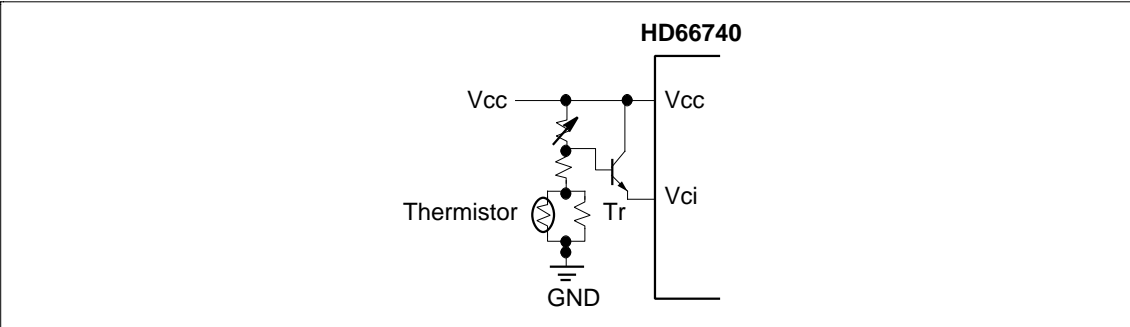 HD66740
Vcc
Vcc
Vci
Thermistor
Tr
GND